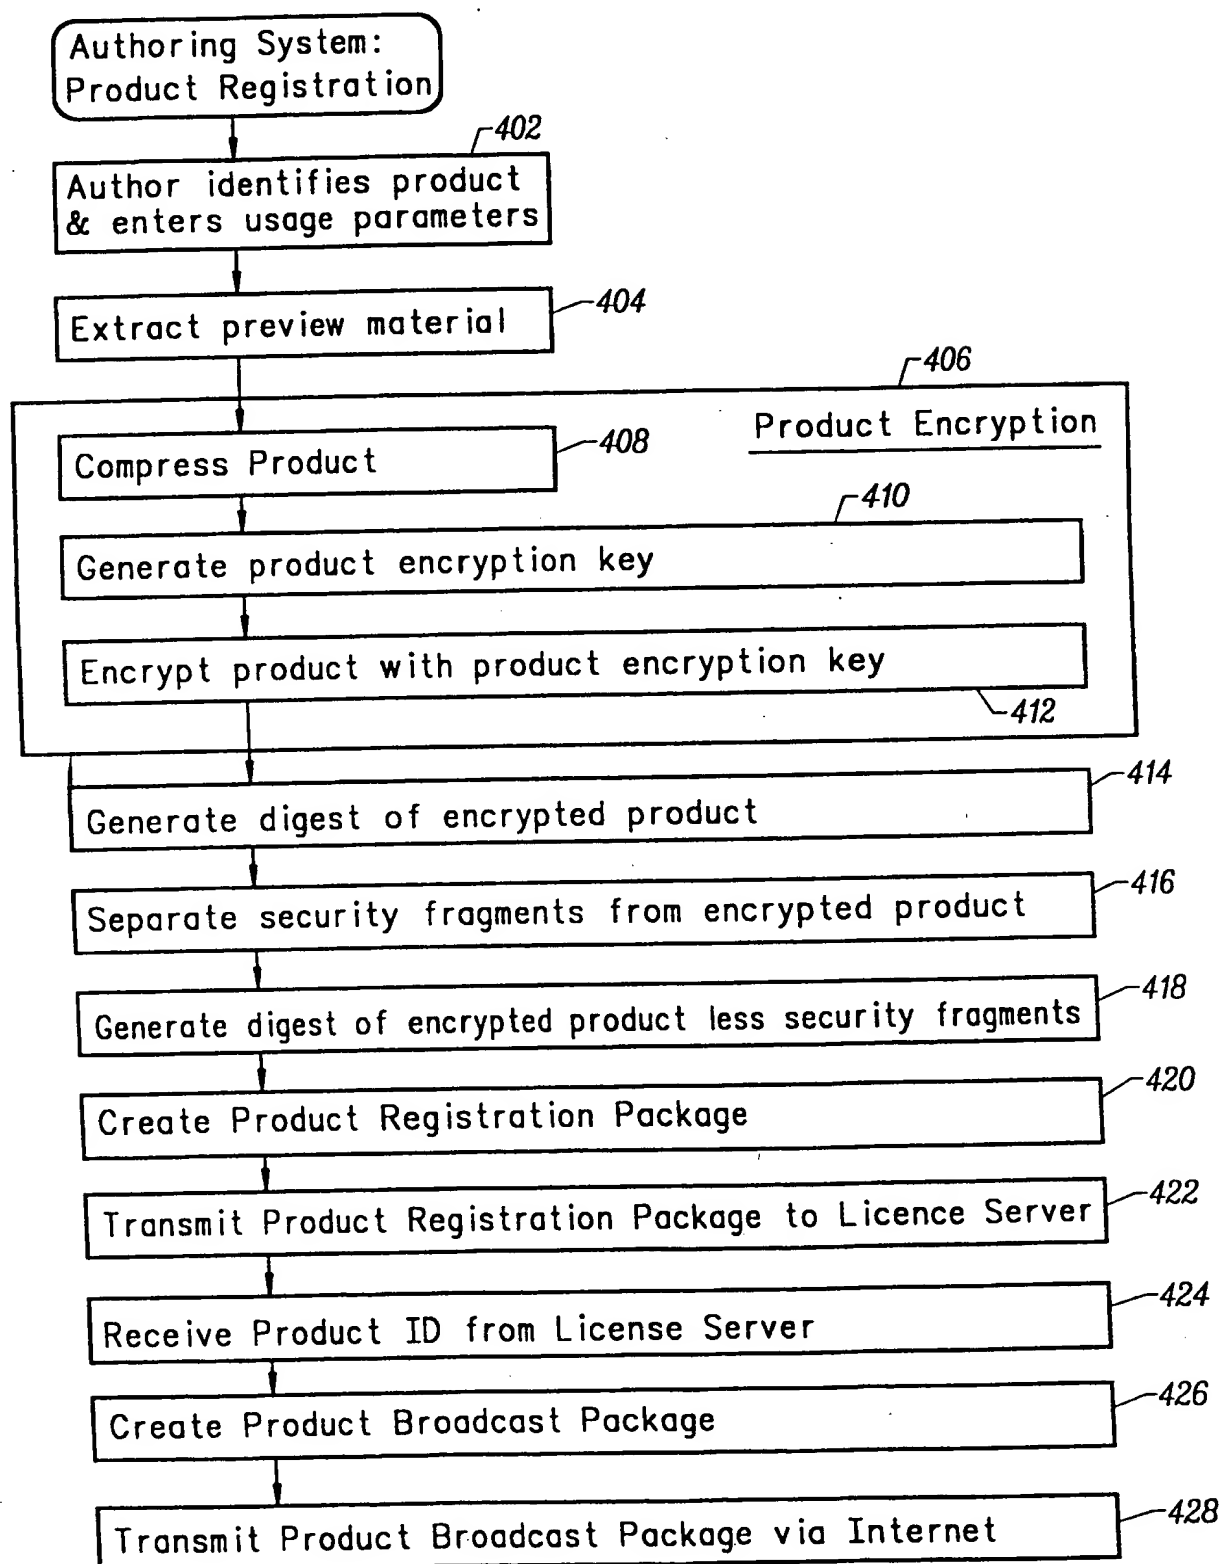 Authoring System:
Product Registration
402
Author identifies product
& enters usage parameters
404
Extract preview material
406
Product Encryption
408
Compress Product
410
Generate product encryption key
Encrypt product with product encryption key
412
414
Generate digest of encrypted product
416
Separate security fragments from encrypted product
418
Generate digest of encrypted product less security fragments
420
Create Product Registration Package
422
Transmit Product Registration Package to Licence Server
424
Receive Product ID from License Server
426
Create Product Broadcast Package
428
Transmit Product Broadcast Package via Internet